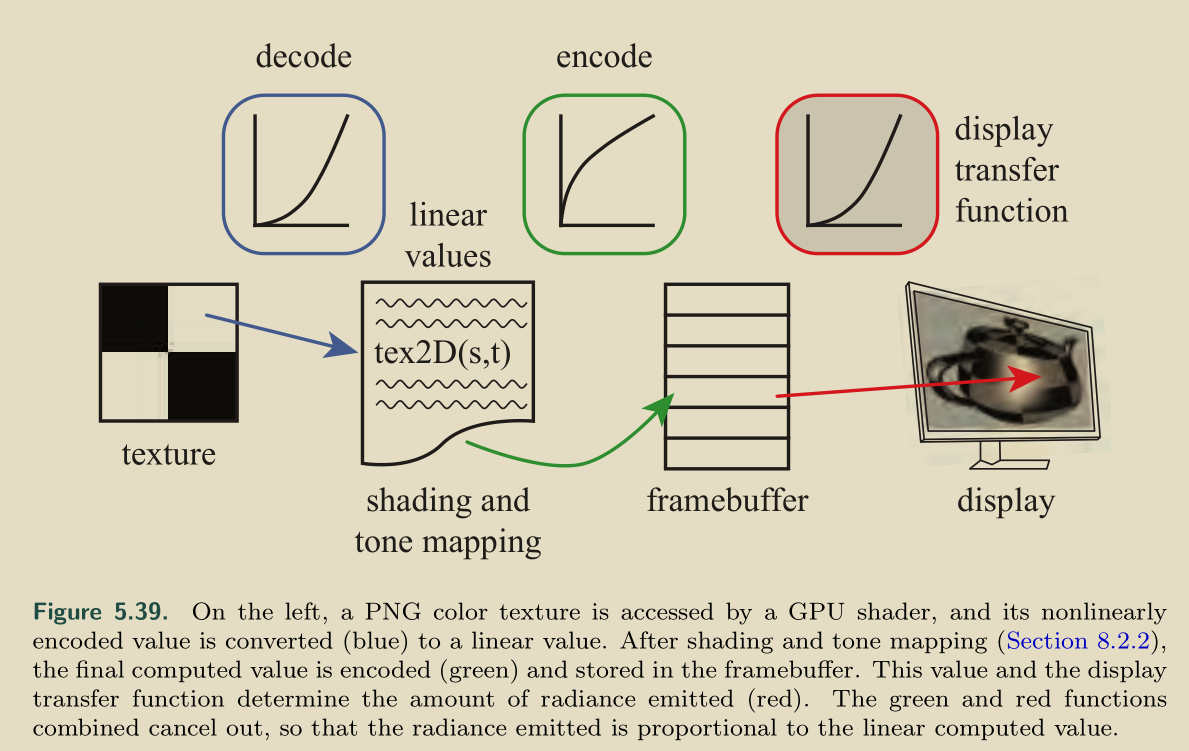 decode
encode
display
transfer
function
linear
values
tex2D(s,t)
texture
shading and
tone mapping
framebuffer
display
Figure 5.39. On the left, a PNG color texture is accessed by a GPU shader, and its nonlinearly
encoded value is converted (blue) to a linear value. After shading and tone mapping (Section 8.2.2),
the final computed value is encoded (green) and stored in the framebuffer. This value and the display
transfer function determine the amount of radiance emitted (red). The green and red functions
combined cancel out, so that the radiance emitted is proportional to the linear computed value.